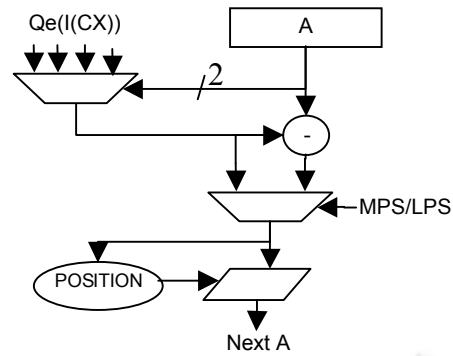 Qe(I(CX))
A
2
-
MPS/LPS
POSITION
Next A